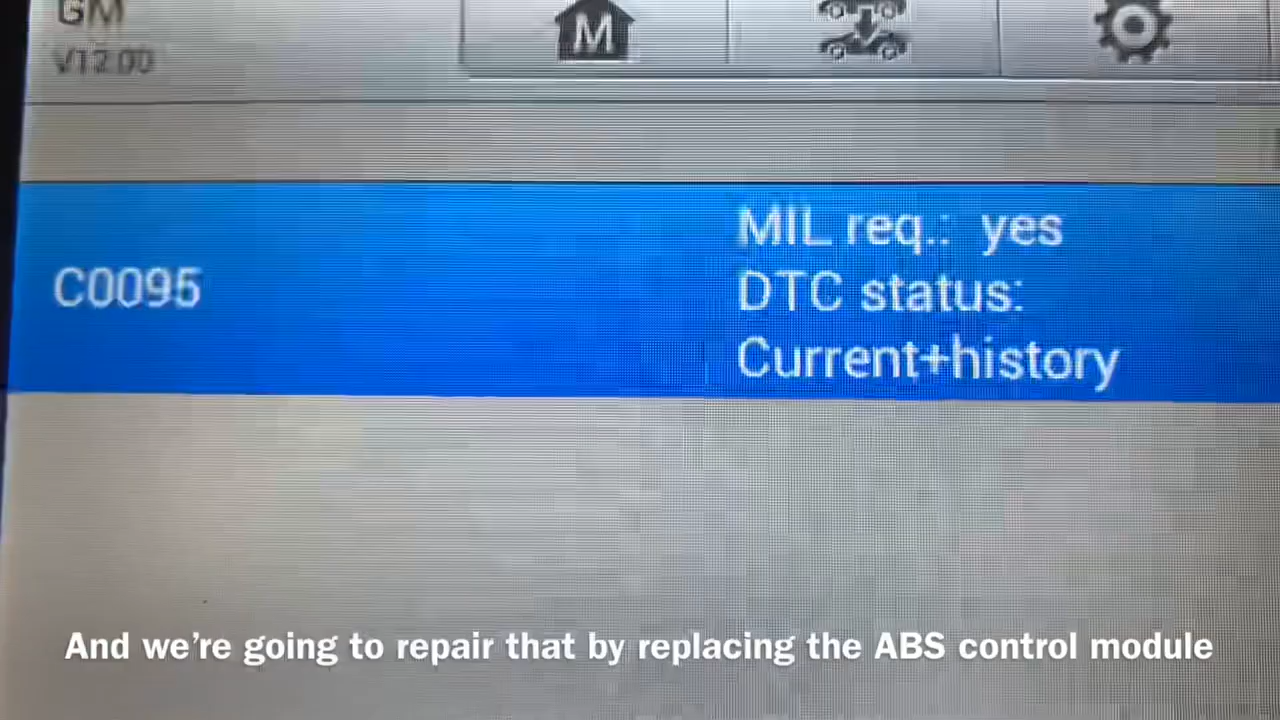 GM
V12.00
M
C0095
MIL req.: yes
DTC status:
Current+history
And we're going to repair that by replacing the ABS control module